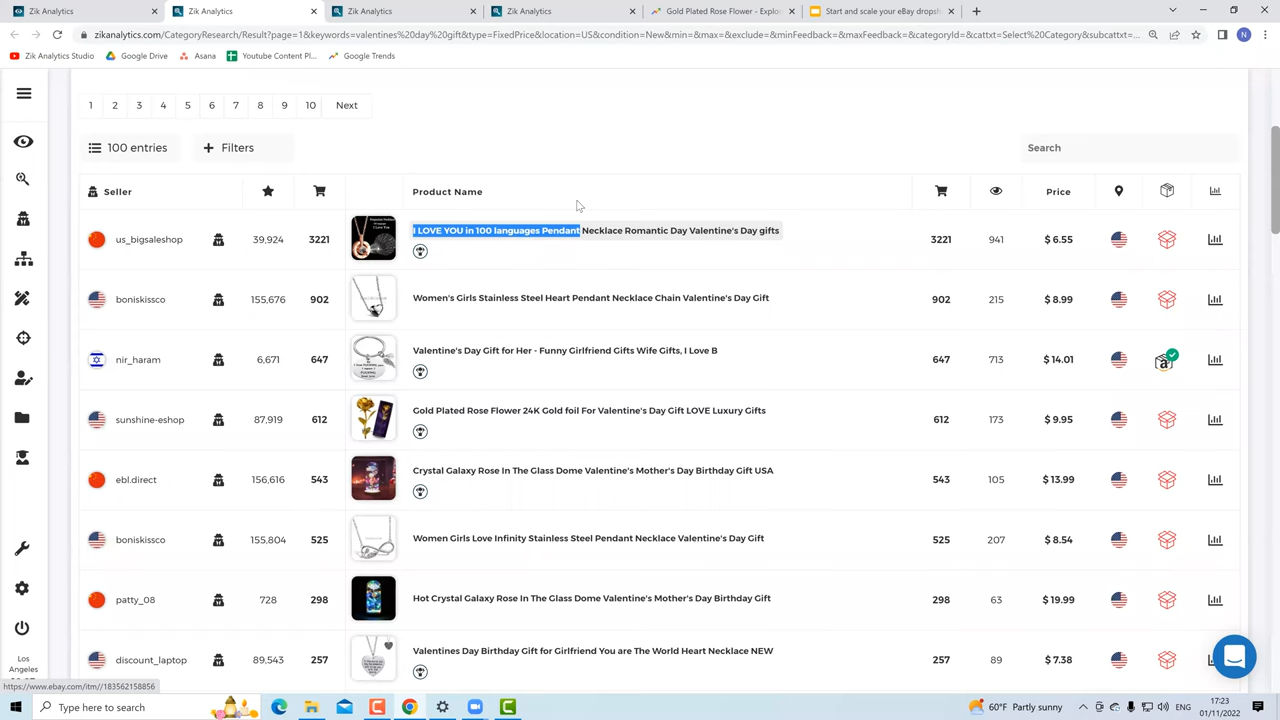 Zik Analytics
Zik Analytics
Zik Analytics
Zik Analytics
Gold Plated Rose Flower - Explor
Start and scale your eBay dropsh
zikanalytics.com/CategoryResearch/Result?page=1&keywords=valentines%20day%20gift&type=FixedPrice&location=US&condition=New&min=&max=&exclude=&minFeedback=&maxFeedback=&categoryId=&cattxt=Select%20Category&subcattxt=...
N
Zik Analytics Studio
Google Drive
Asana
Youtube Content Pl...
Google Trends
1 2 3 4 5 6 7 8 9 10 Next
100 entries
Filters
Search
Seller
Product Name
Price
us_bigsaleshop 39,924 3221 I LOVE YOU in 100 languages Pendant Necklace Romantic Day Valentine's Day gifts 3221 941 $ 6.55
boniskissco 155,676 902 Women's Girls Stainless Steel Heart Pendant Necklace Chain Valentine's Day Gift 902 215 $ 8.99
nir_haram 6,671 647 Valentine's Day Gift for Her - Funny Girlfriend Gifts Wife Gifts, I Love B 647 713 $ 14.01
sunshine-eshop 87,919 612 Gold Plated Rose Flower 24K Gold foil For Valentine's Day Gift LOVE Luxury Gifts 612 173 $ 9.95
ebl.direct 156,616 543 Crystal Galaxy Rose In The Glass Dome Valentine's Mother's Day Birthday Gift USA 543 105 $ 13.99
boniskissco 155,804 525 Women Girls Love Infinity Stainless Steel Pendant Necklace Valentine's Day Gift 525 207 $ 8.54
patty_08 728 298 Hot Crystal Galaxy Rose In The Glass Dome Valentine's Mother's Day Birthday Gift 298 63 $ 19.99
discount_laptop 89,543 257 Valentines Day Birthday Gift for Girlfriend You are The World Heart Necklace NEW 257 89
Los
Angeles
https://www.ebay.com/itm//183562158856
Type here to search
60°F Partly sunny
ENG
17:23
01/11/2022